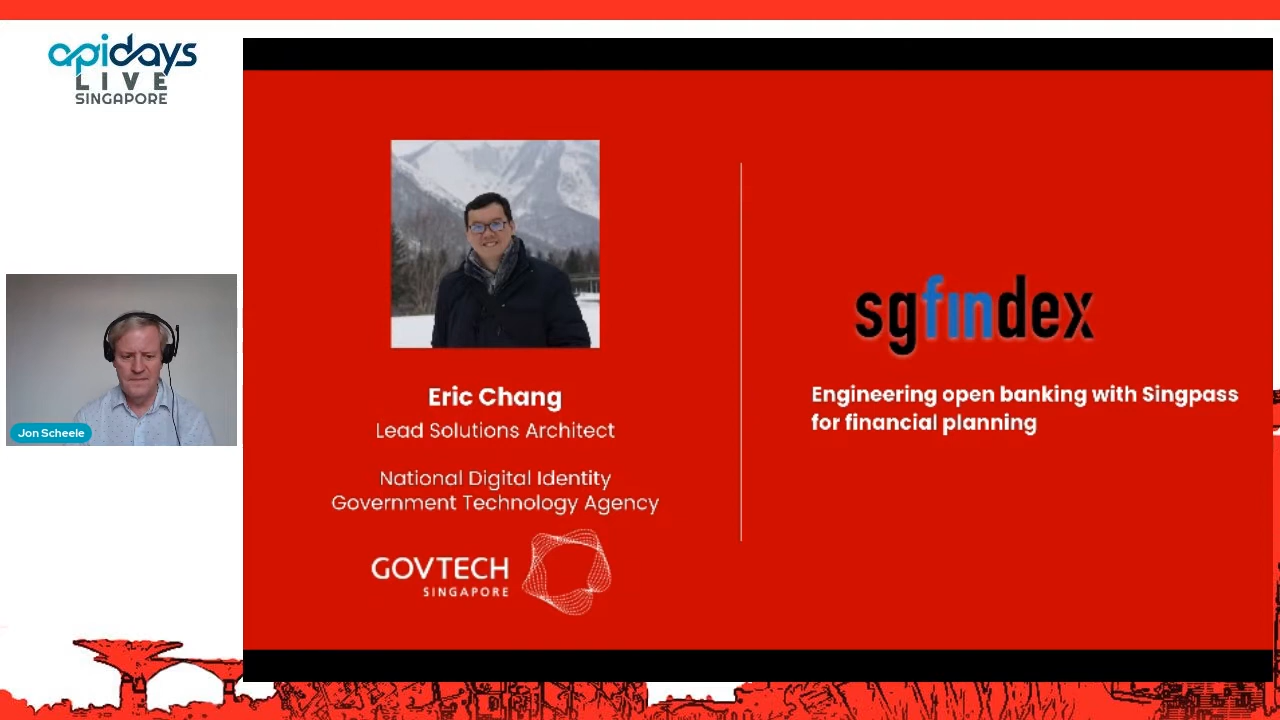 apidays
LIVE
SINGAPORE
Jon Scheele
Eric Chang
Lead Solutions Architect
National Digital Identity
Government Technology Agency
GOVTECH
SINGAPORE
sgfindex
Engineering open banking with Singpass
for financial planning